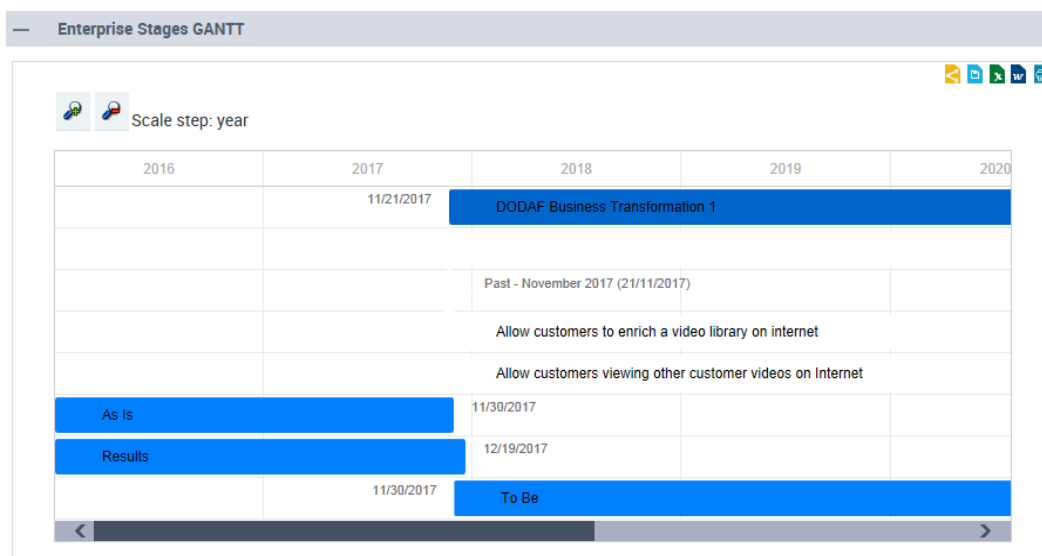 Enterprise Stages GANTT
Scale step: year
2016 2017 2018 2019 2020
11/21/2017 DODAF Business Transformation 1
Past - November 2017 (21/11/2017)
Allow customers to enrich a video library on internet
Allow customers viewing other customer videos on Internet
As Is 11/30/2017
Results 12/19/2017
11/30/2017 To Be